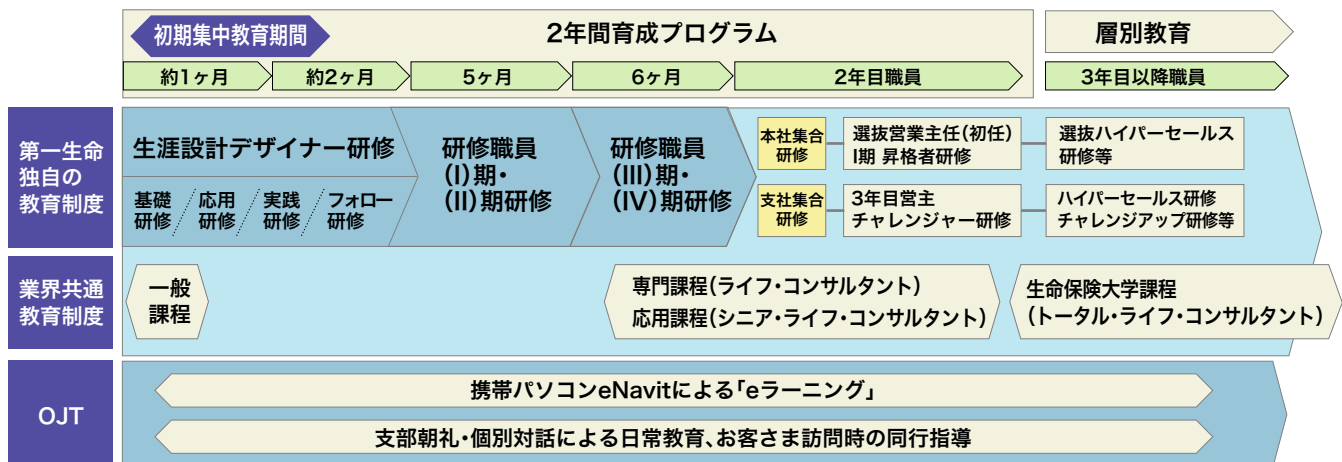 初期集中教育期間
2年間育成プログラム
層別教育
約1ヶ月
約2ヶ月
5ヶ月
6ヶ月
2年目職員
3年目以降職員
第一生命
独自の
教育制度
生涯設計デザイナー研修
基礎
研修
応用
研修
実践
研修
フォロー
研修
研修職員
(I)期・
(II)期研修
研修職員
(III)期・
(IV)期研修
本社集合
研修
選抜営業主任(初任)
I期 昇格者研修
選抜ハイパーセールス
研修等
支社集合
研修
3年目営主
チャレンジャー研修
ハイパーセールス研修
チャレンジアップ研修等
業界共通
教育制度
一般
課程
専門課程(ライフ・コンサルタント)
応用課程(シニア・ライフ・コンサルタント)
生命保険大学課程
(トータル・ライフ・コンサルタント)
OJT
携帯パソコンeNavitによる「eラーニング」
支部朝礼・個別対話による日常教育、お客さま訪問時の同行指導